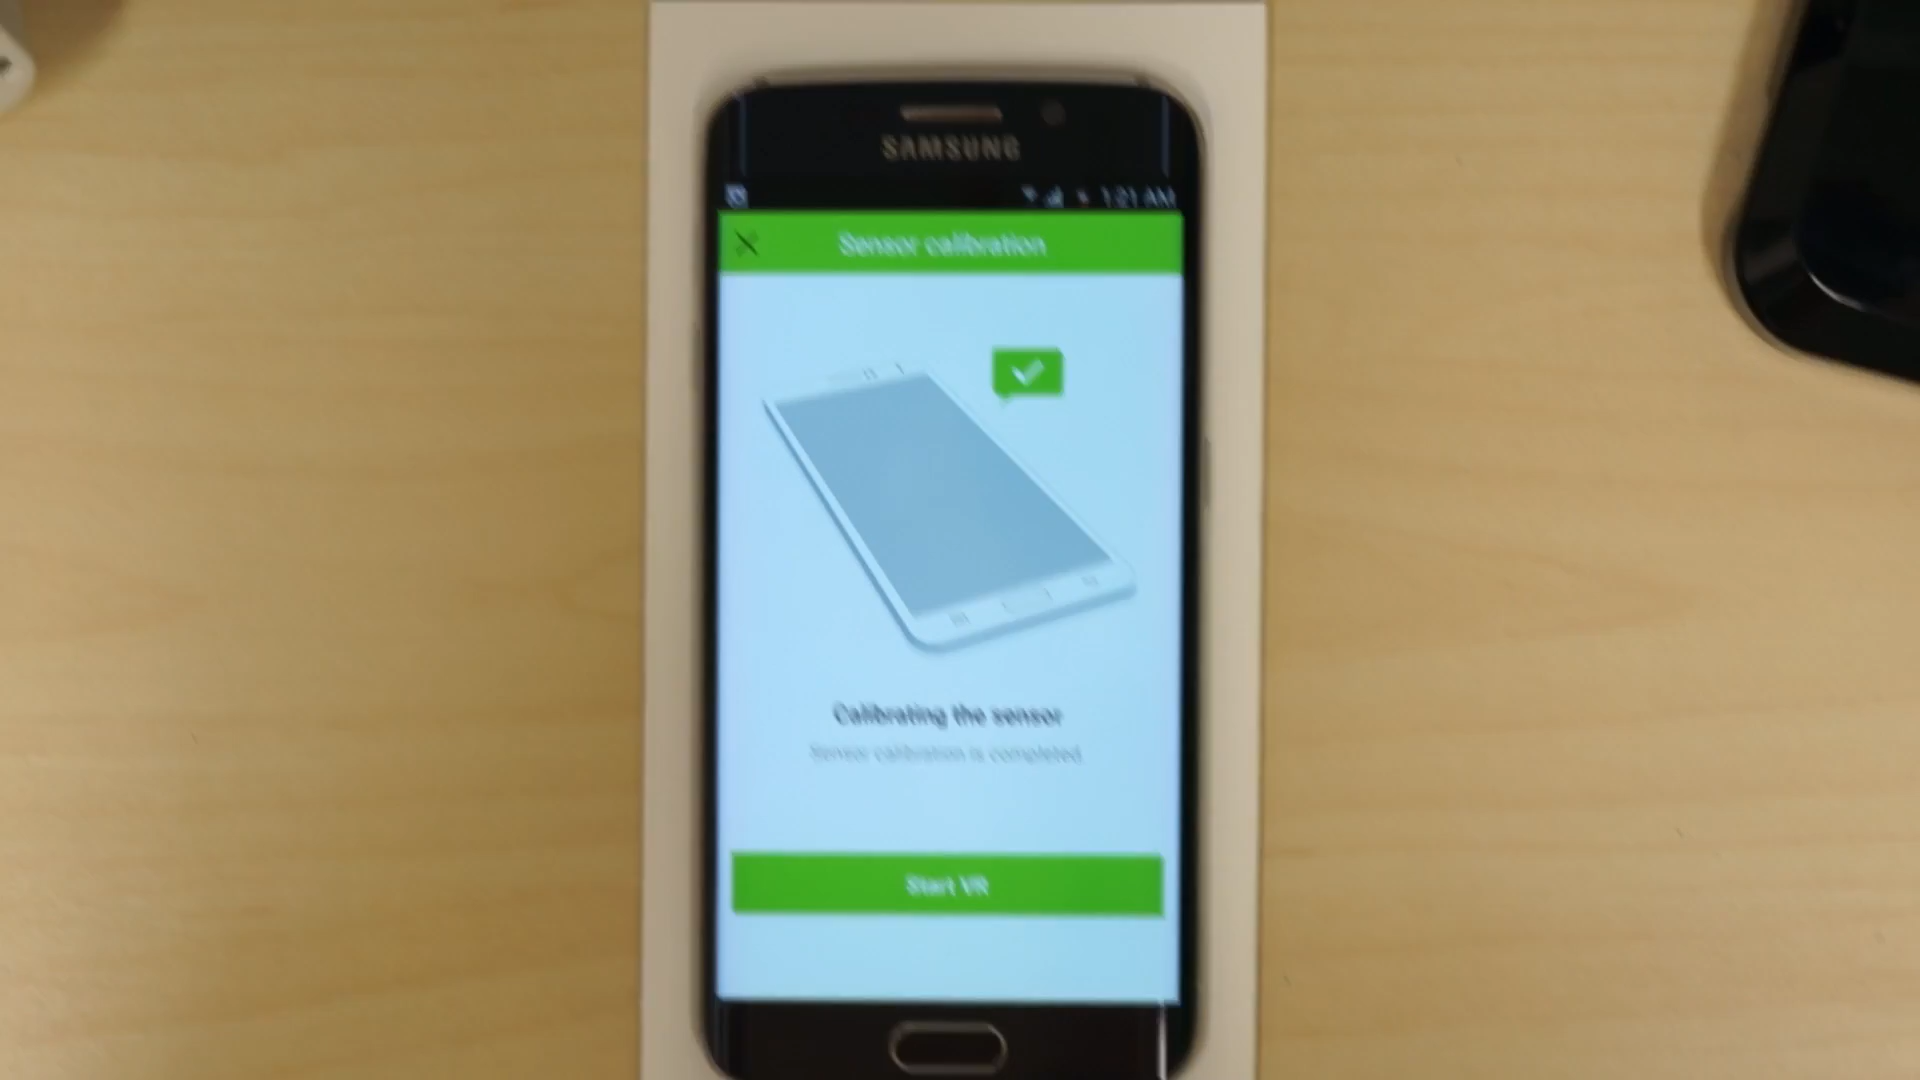 SAMSUNG
1:21 AM
Sensor calibration
Calibrating the sensor
Sensor calibration is completed.
Start VR